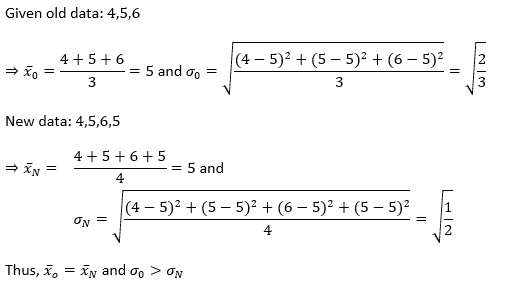 Given old data: 4,5,6
⇒ x̄₀ = (4 + 5 + 6)/3 = 5 and σ₀ = √(((4 − 5)² + (5 − 5)² + (6 − 5)²)/3) = √(2/3)
New data: 4,5,6,5
⇒ x̄_N = (4 + 5 + 6 + 5)/4 = 5 and
σ_N = √(((4 − 5)² + (5 − 5)² + (6 − 5)² + (5 − 5)²)/4) = √(1/2)
Thus, x̄ₒ = x̄_N and σ₀ > σ_N